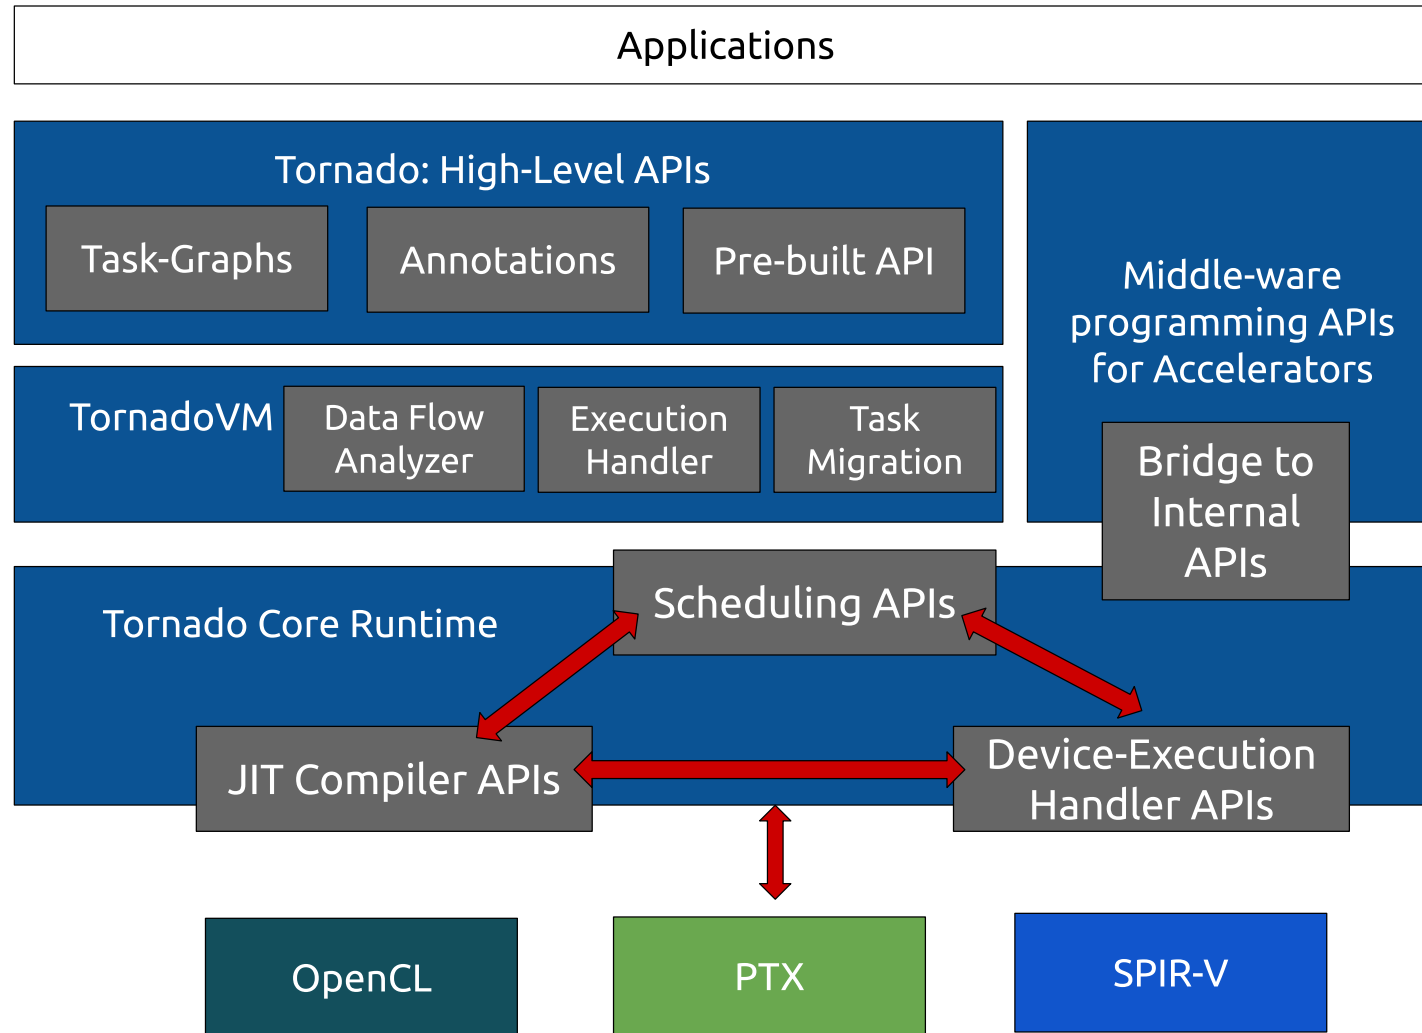 Applications
Tornado: High-Level APIs
Task-Graphs
Annotations
Pre-built API
Middle-ware
programming APIs
for Accelerators
TornadoVM
Data Flow
Analyzer
Execution
Handler
Task
Migration
Bridge to
Internal
APIs
Tornado Core Runtime
Scheduling APIs
JIT Compiler APIs
Device-Execution
Handler APIs
OpenCL
PTX
SPIR-V